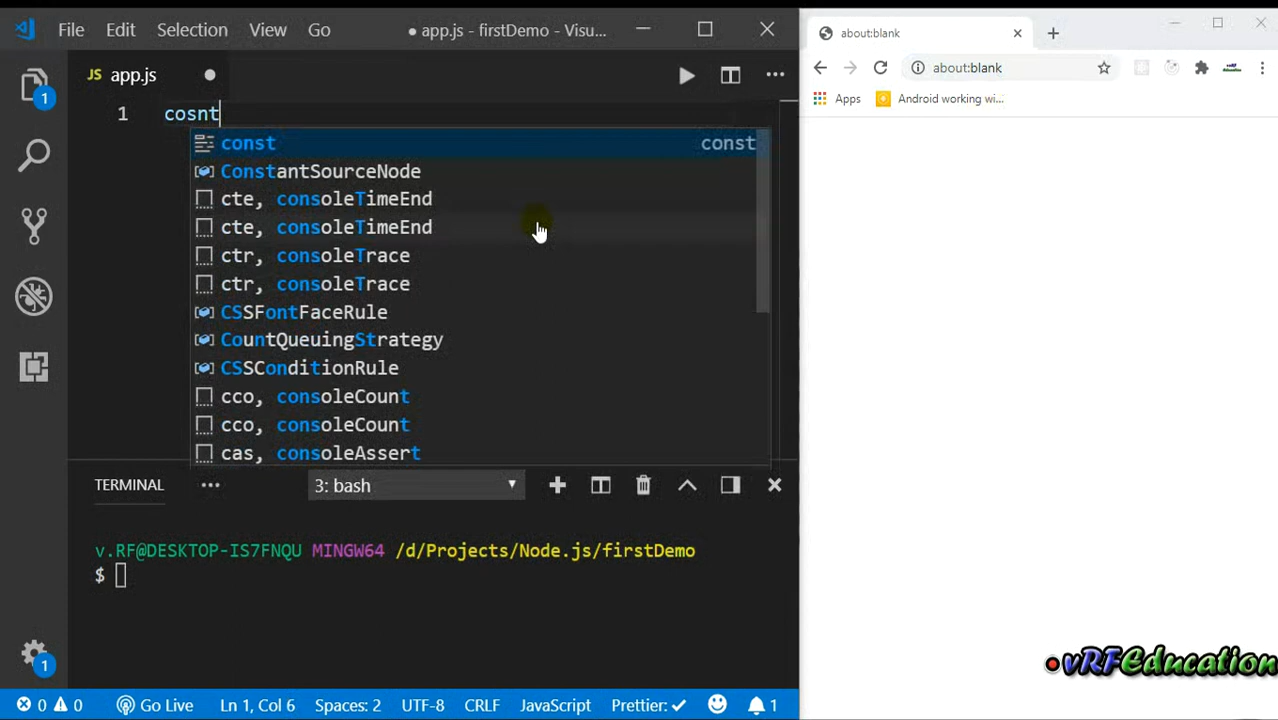 File Edit Selection View Go ● app.js - firstDemo - Visu...
JS app.js
1 cosnt
const const
ConstantSourceNode
cte, consoleTimeEnd
cte, consoleTimeEnd
ctr, consoleTrace
ctr, consoleTrace
CSSFontFaceRule
CountQueuingStrategy
CSSConditionRule
cco, consoleCount
cco, consoleCount
cas, consoleAssert
1
1
TERMINAL ... 3: bash
v.RF@DESKTOP-IS7FNQU MINGW64 /d/Projects/Node.js/firstDemo
$
0 0 Go Live Ln 1, Col 6 Spaces: 2 UTF-8 CRLF JavaScript Prettier: ✓ 1
about:blank
about:blank
Apps Android working wi...
vRFEducation